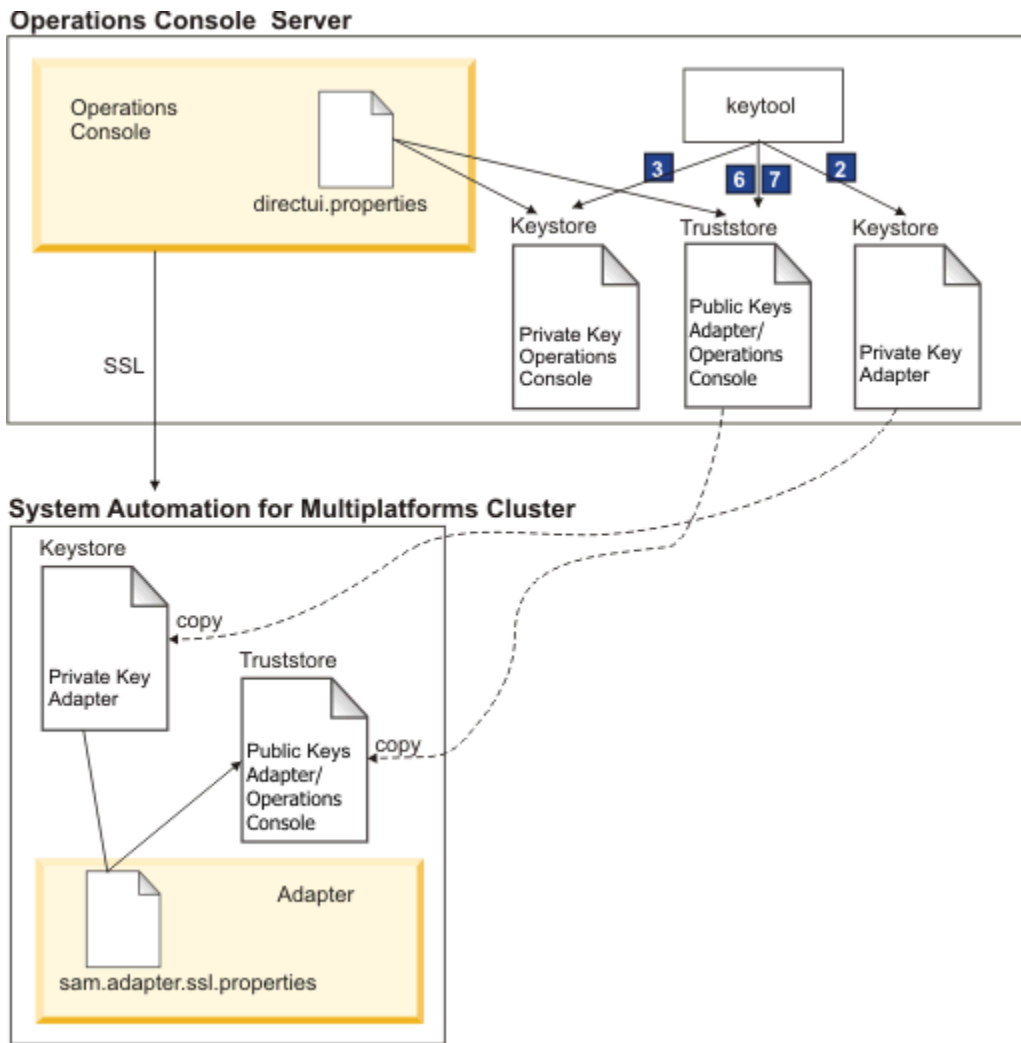 Operations Console Server
Operations
Console
directui.properties
keytool
3
6
7
2
Keystore
Truststore
Keystore
Private Key
Operations
Console
Public Keys
Adapter/
Operations
Console
Private Key
Adapter
SSL
System Automation for Multiplatforms Cluster
Keystore
copy
Private Key
Adapter
Truststore
copy
Public Keys
Adapter/
Operations
Console
Adapter
sam.adapter.ssl.properties